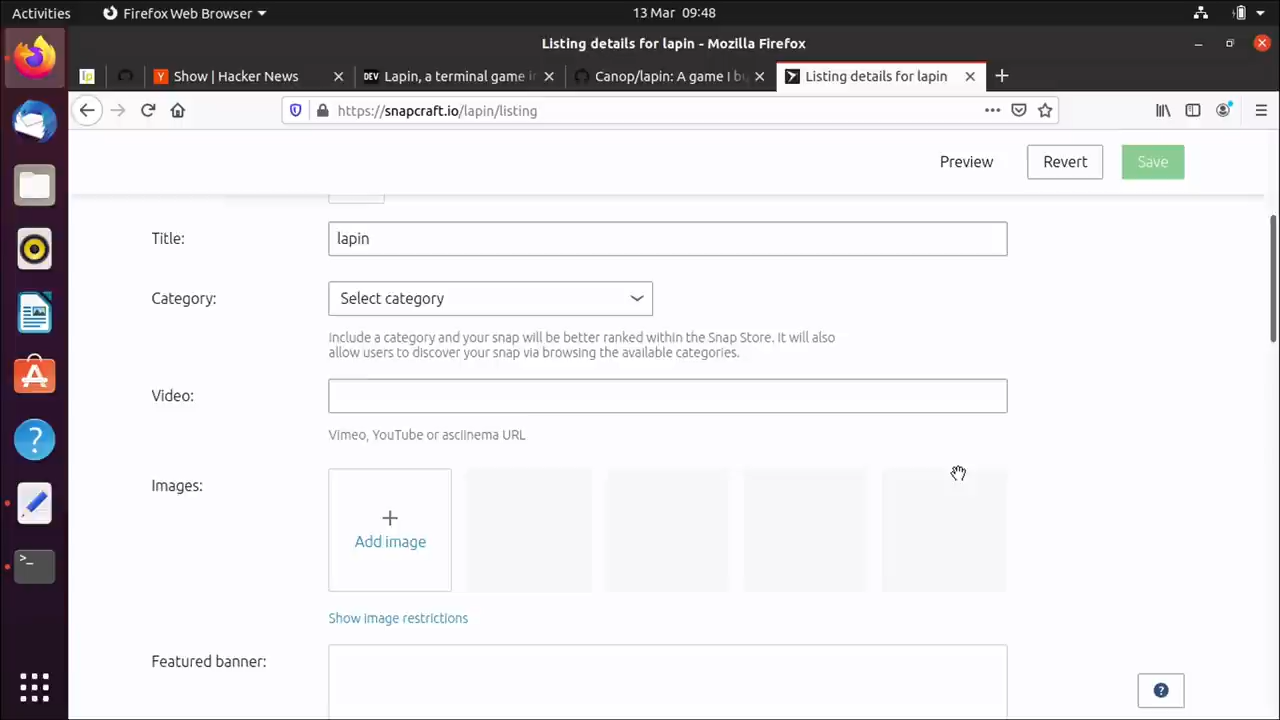 Activities
Firefox Web Browser
13 Mar 09:48
Listing details for lapin - Mozilla Firefox
Show | Hacker News
DEV Lapin, a terminal game i
Canopy/lapin: A game I bu
Listing details for lapin
https://snapcraft.io/lapin/listing
Preview
Revert
Save
Title:
lapin
Category:
Select category
Include a category and your snap will be better ranked within the Snap Store. It will also
allow users to discover your snap via browsing the available categories.
Video:
Vimeo, YouTube or asciinema URL
Images:
Add image
Show image restrictions
Featured banner: